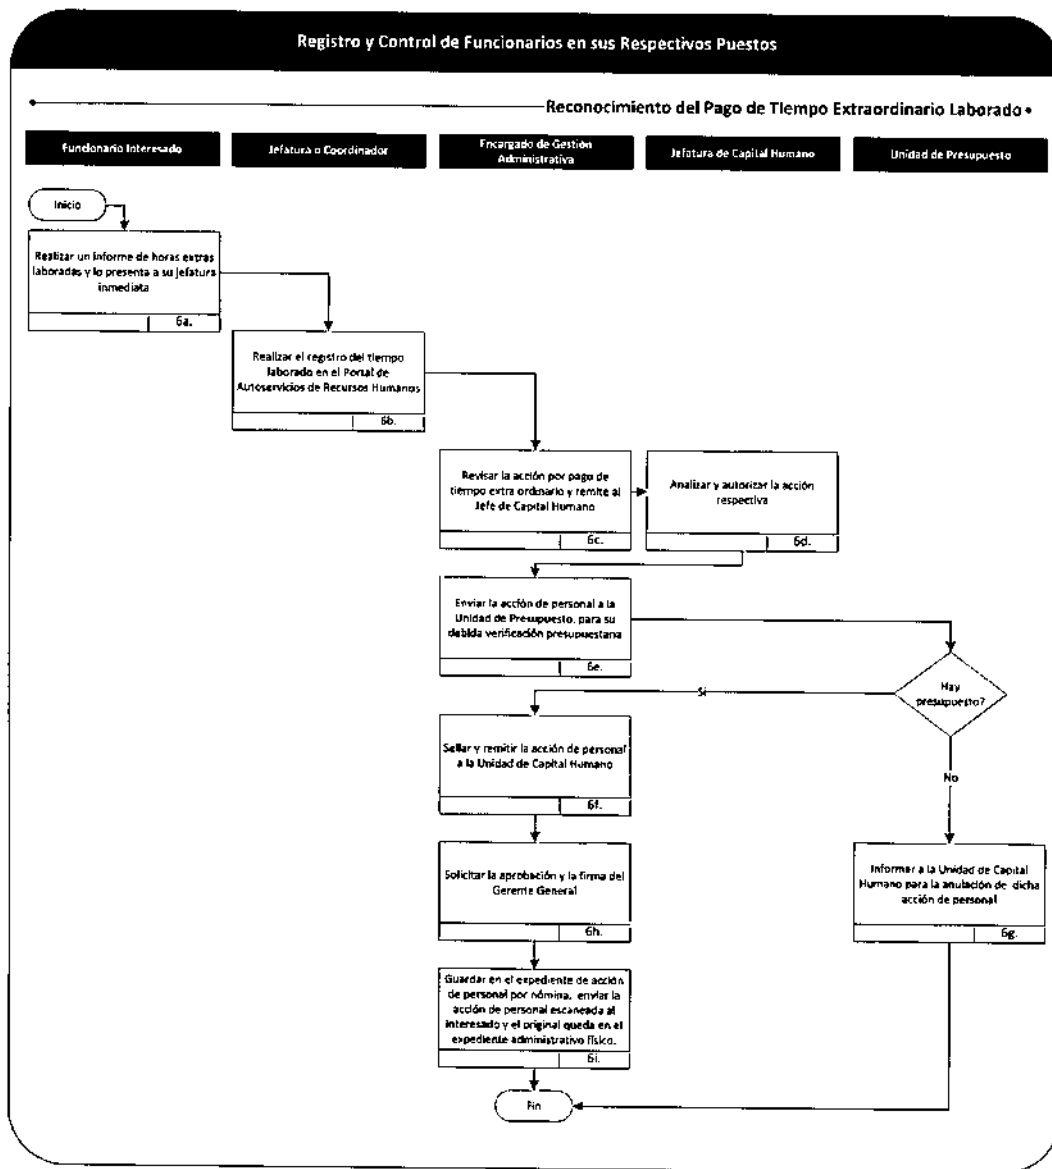 Registro y Control de Funcionarios en sus Respectivos Puestos
Reconocimiento del Pago de Tiempo Extraordinario Laborado
Funcionario Interesado
Jefatura o Coordinador
Encargado de Gestión
Administrativa
Jefatura de Capital Humano
Unidad de Presupuesto
Inicio
Realizar un informe de horas extras
laboradas y lo presenta a su jefatura
inmediata
6a.
Realizar el registro del tiempo
laborado en el Portal de
Autoservicios de Recursos Humanos
6b.
Revisar la acción por pago de
tiempo extra ordinario y remite al
Jefe de Capital Humano
6c.
Analizar y autorizar la acción
respectiva
6d.
Enviar la acción de personal a la
Unidad de Presupuesto, para su
debida verificación presupuestaria
6e.
Hay
presupuesto?
Si
No
Sellar y remitir la acción de personal
a la Unidad de Capital Humano
6f.
Solicitar la aprobación y la firma del
Gerente General
6h.
Informer a la Unidad de Capital
Humano para la anulación de dicha
acción de personal
6g.
Guardar en el expediente de acción
de personal por nómina, enviar la
acción de personal escaneada al
interesado y el original queda en el
expediente administrativo físico.
6i.
Fin